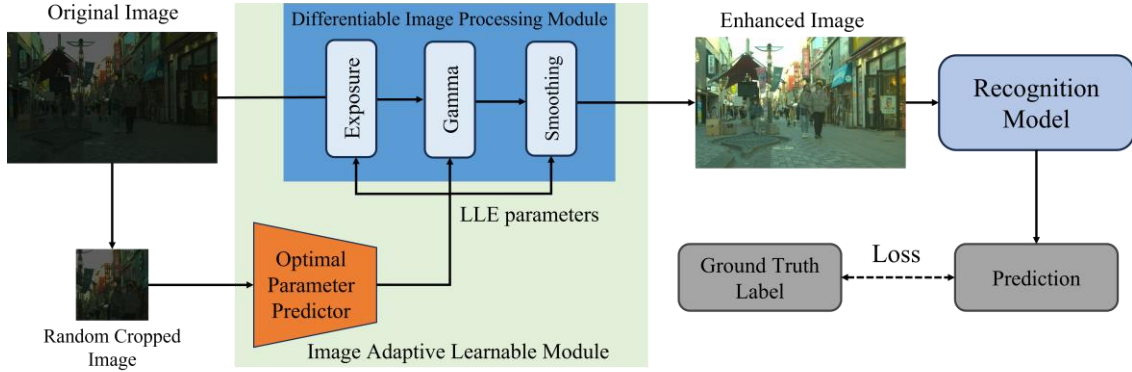 Original Image
Differentiable Image Processing Module
Enhanced Image
Exposure
Gamma
Smoothing
Recognition
Model
LLE parameters
Optimal
Parameter
Predictor
Random Cropped
Image
Image Adaptive Learnable Module
Ground Truth
Label
Loss
Prediction